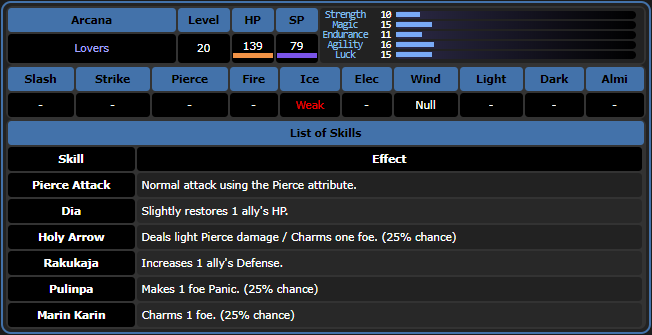 Arcana Level HP SP
Lovers 20 139 79
Strength 10
Magic 15
Endurance 11
Agility 16
Luck 15
Slash Strike Pierce Fire Ice Elec Wind Light Dark Almi
- - - - Weak - Null - - -
List of Skills
Skill Effect
Pierce Attack Normal attack using the Pierce attribute.
Dia Slightly restores 1 ally's HP.
Holy Arrow Deals light Pierce damage / Charms one foe. (25% chance)
Rakukaja Increases 1 ally's Defense.
Pulinpa Makes 1 foe Panic. (25% chance)
Marin Karin Charms 1 foe. (25% chance)